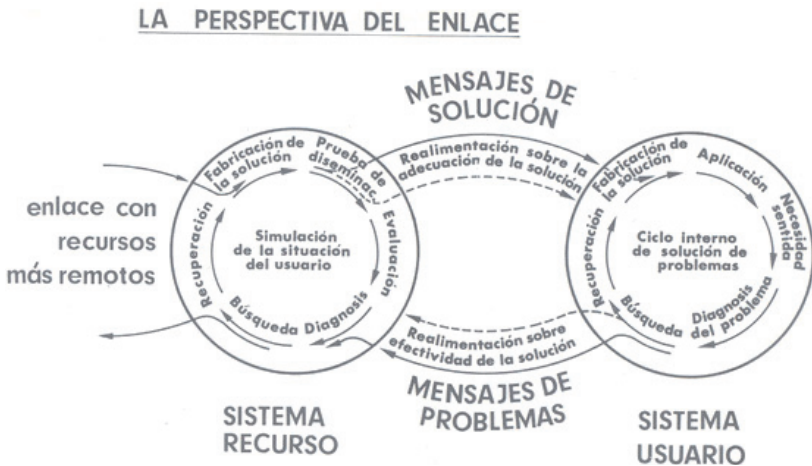 LA PERSPECTIVA DEL ENLACE
MENSAJES DE
SOLUCIÓN
Realimentación sobre la
adecuación de la solución
enlace con
recursos
más remotos
Fabricación de
la solución
Prueba de
diseminac.
Evaluación
Diagnosis
Búsqueda
Recuperación
Simulación
de la situación
del usuario
Fabricación de
la solución
Aplicación
Necesidad
sentida
Diagnosis
del problema
Búsqueda
Recuperación
Ciclo interno
de solución de
problemas
Realimentación sobre
efectividad de la solución
MENSAJES DE
PROBLEMAS
SISTEMA
RECURSO
SISTEMA
USUARIO